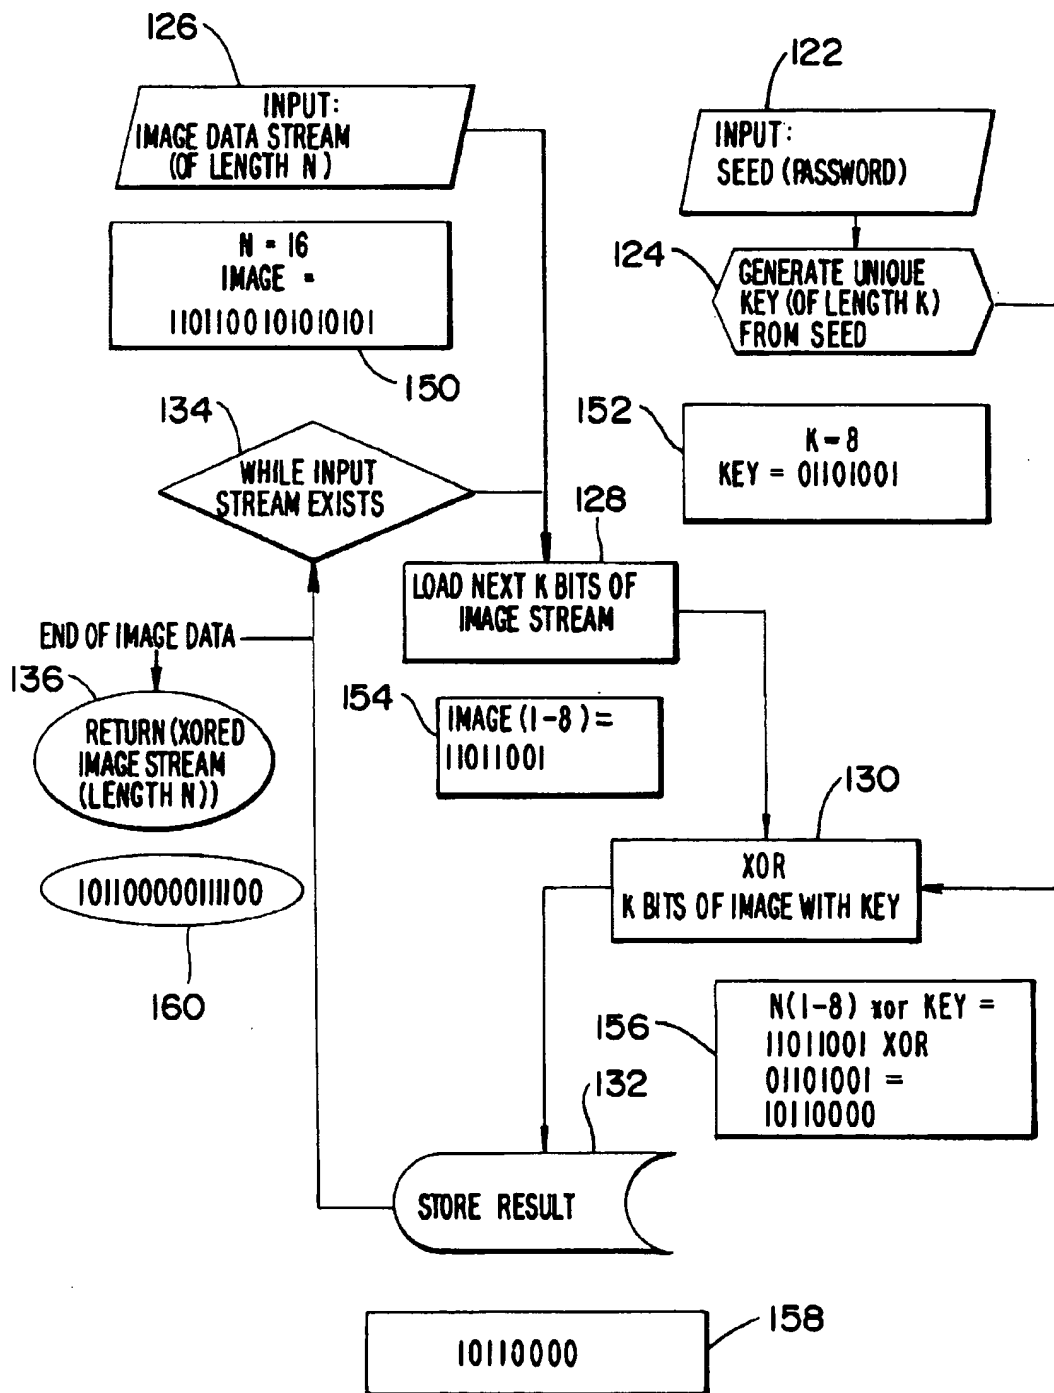 126
INPUT:
IMAGE DATA STREAM
(OF LENGTH N)
122
INPUT:
SEED (PASSWORD)
N = 16
IMAGE =
1101100101010101
150
124
GENERATE UNIQUE
KEY (OF LENGTH K)
FROM SEED
134
WHILE INPUT
STREAM EXISTS
152
K-8
KEY = 01101001
128
LOAD NEXT K BITS OF
IMAGE STREAM
END OF IMAGE DATA
136
RETURN (XORED
IMAGE STREAM
(LENGTH N))
154
IMAGE (1-8) =
11011001
130
XOR
K BITS OF IMAGE WITH KEY
101100000111100
160
156
N(1-8) xor KEY =
11011001 XOR
01101001 =
10110000
132
STORE RESULT
10110000
158